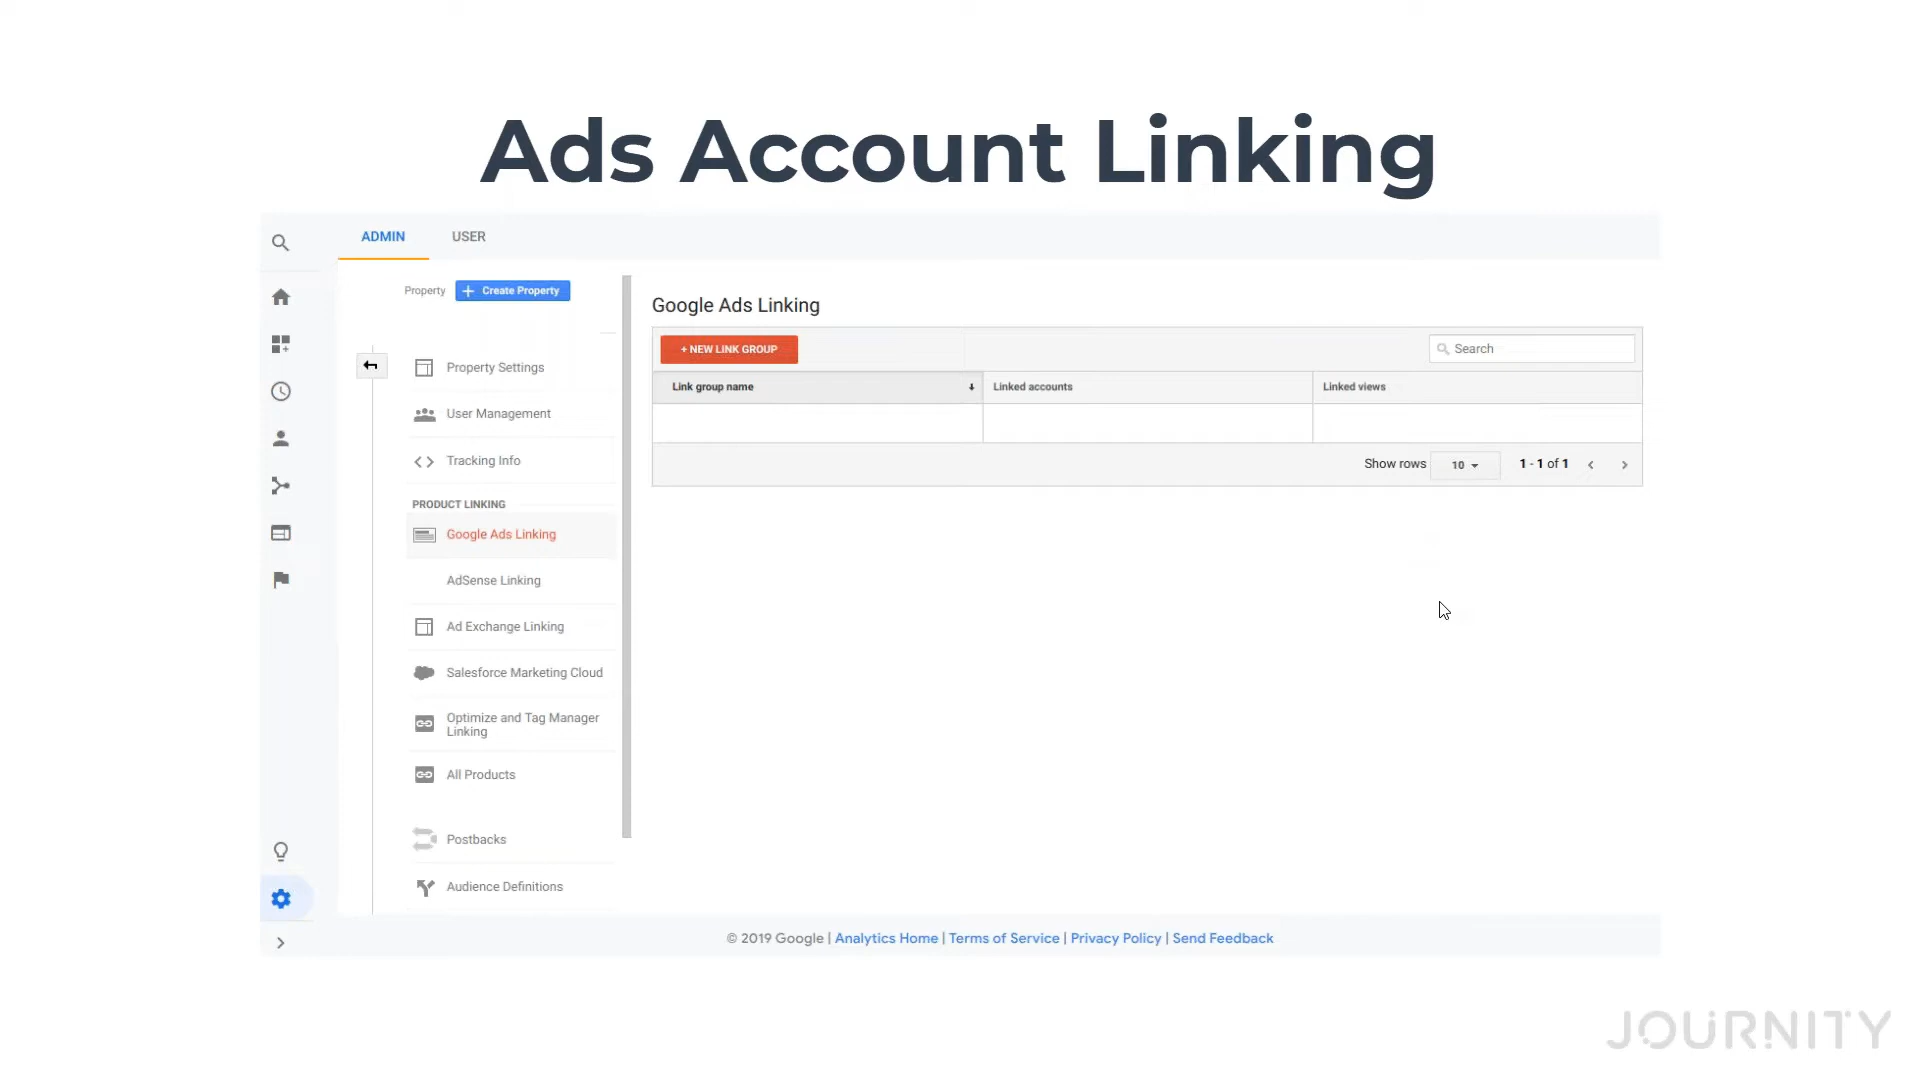 Ads Account Linking
ADMIN
USER
Property
Create Property
Property Settings
User Management
Tracking Info
PRODUCT LINKING
Google Ads Linking
AdSense Linking
Ad Exchange Linking
Salesforce Marketing Cloud
Optimize and Tag Manager
Linking
All Products
Postbacks
Audience Definitions
Google Ads Linking
+ NEW LINK GROUP
Search
Link group name
Linked accounts
Linked views
Show rows
10
1 - 1 of 1
© 2019 Google | Analytics Home | Terms of Service | Privacy Policy | Send Feedback
JOURNITY